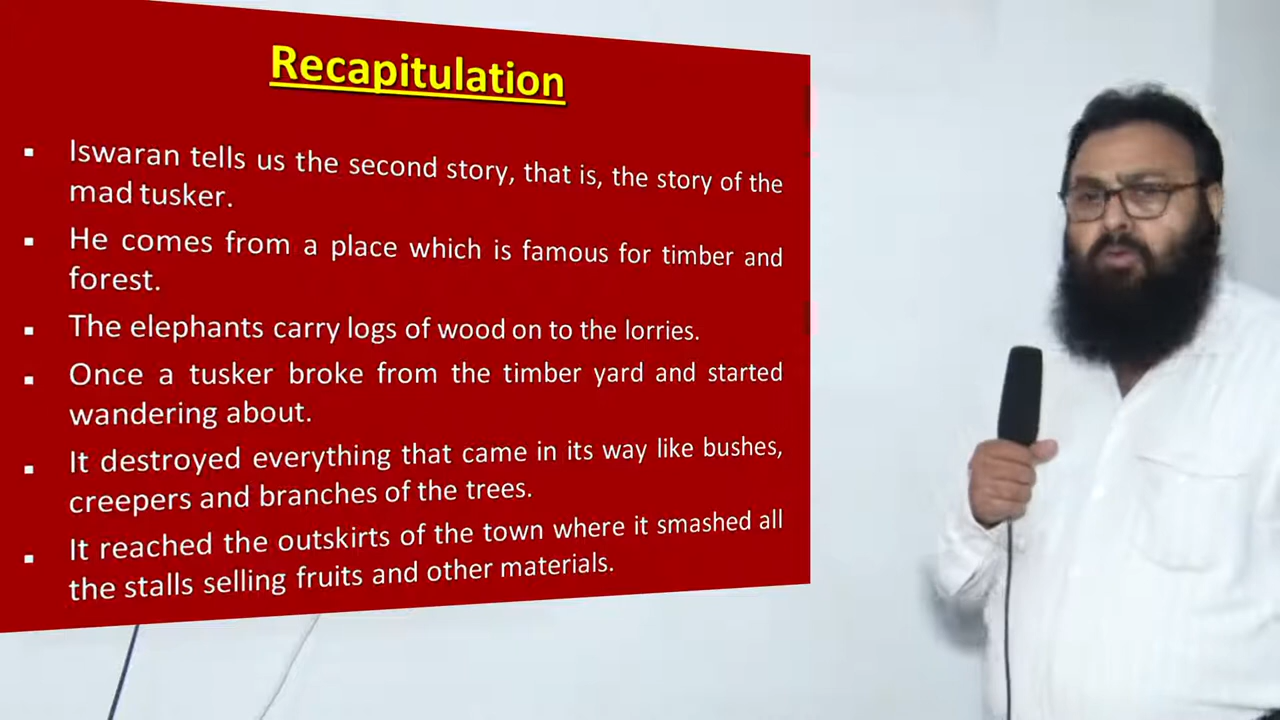 Recapitulation
▪ Iswaran tells us the second story, that is, the story of the
mad tusker.
▪ He comes from a place which is famous for timber and
forest.
▪ The elephants carry logs of wood on to the lorries.
▪ Once a tusker broke from the timber yard and started
wandering about.
▪ It destroyed everything that came in its way like bushes,
creepers and branches of the trees.
▪ It reached the outskirts of the town where it smashed all
the stalls selling fruits and other materials.